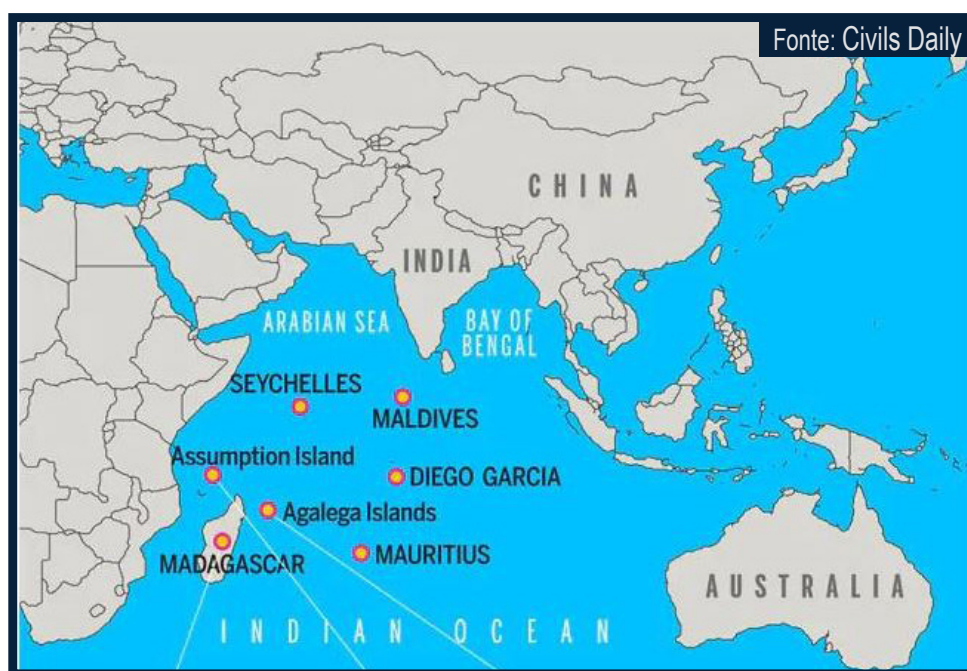 Fonte: Civils Daily
CHINA
INDIA
ARABIAN SEA
BAY OF
BENGAL
SEYCHELLES
MALDIVES
Assumption Island
DIEGO GARCIA
Agalega Islands
MAURITIUS
MADAGASCAR
AUSTRALIA
INDIAN OCEAN